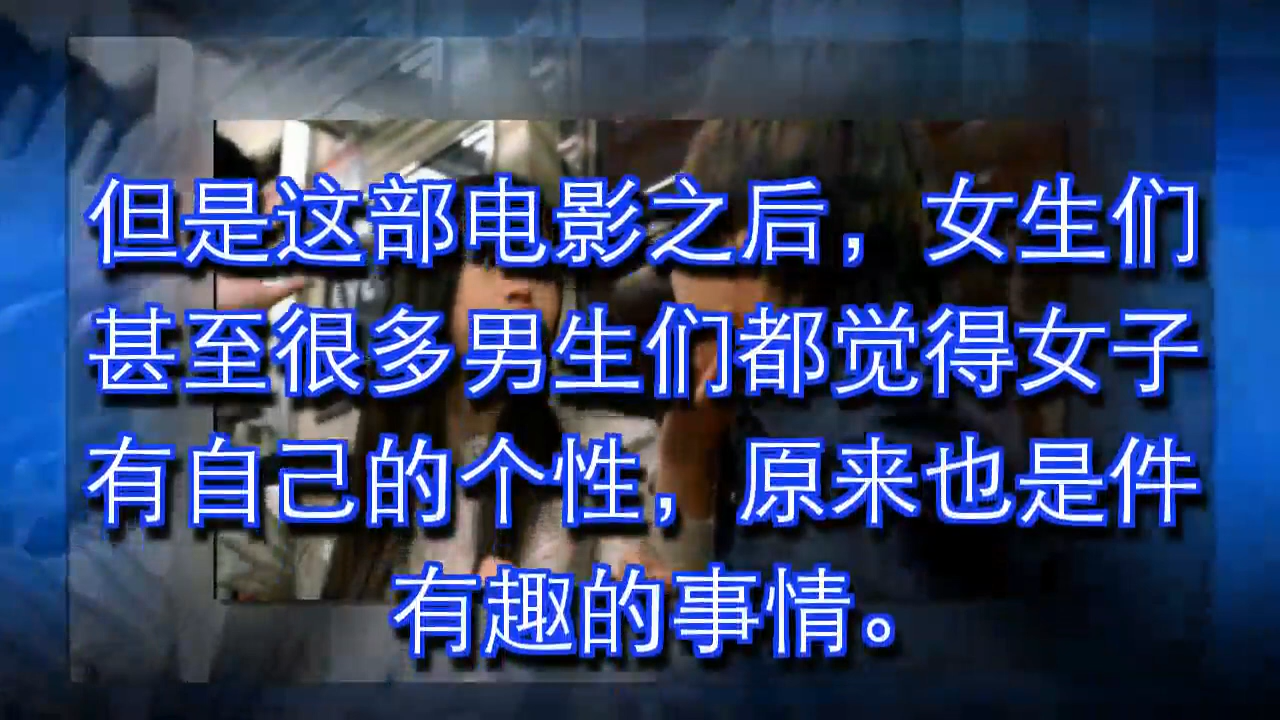 但是这部电影之后，女生们
甚至很多男生们都觉得女子
有自己的个性，原来也是件
有趣的事情。